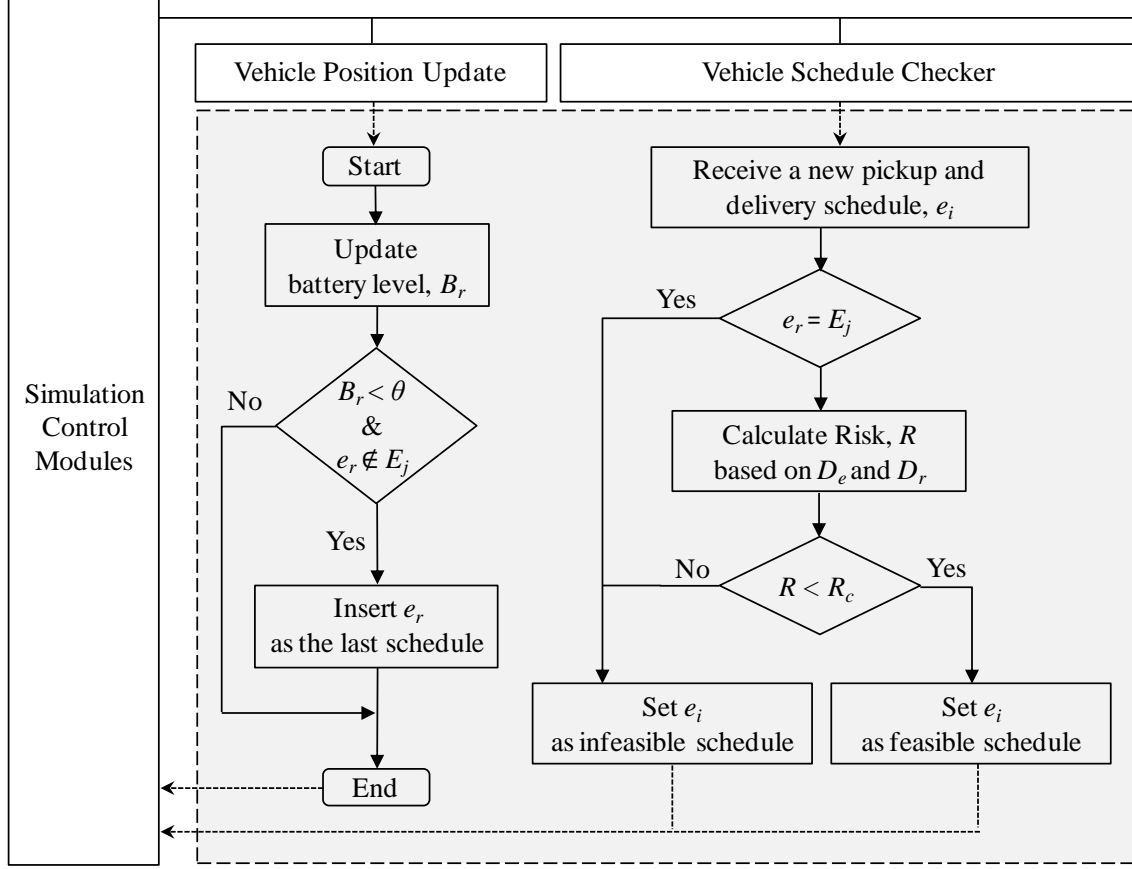 Simulation
Control
Modules
Vehicle Position Update
Start
Update
battery level, B_r
B_r < θ
&
e_r ∉ E_j
No
Yes
Insert e_r
as the last schedule
End
Vehicle Schedule Checker
Receive a new pickup and
delivery schedule, e_i
e_r = E_j
Yes
Calculate Risk, R
based on D_e and D_r
R < R_c
No
Yes
Set e_i
as infeasible schedule
Set e_i
as feasible schedule